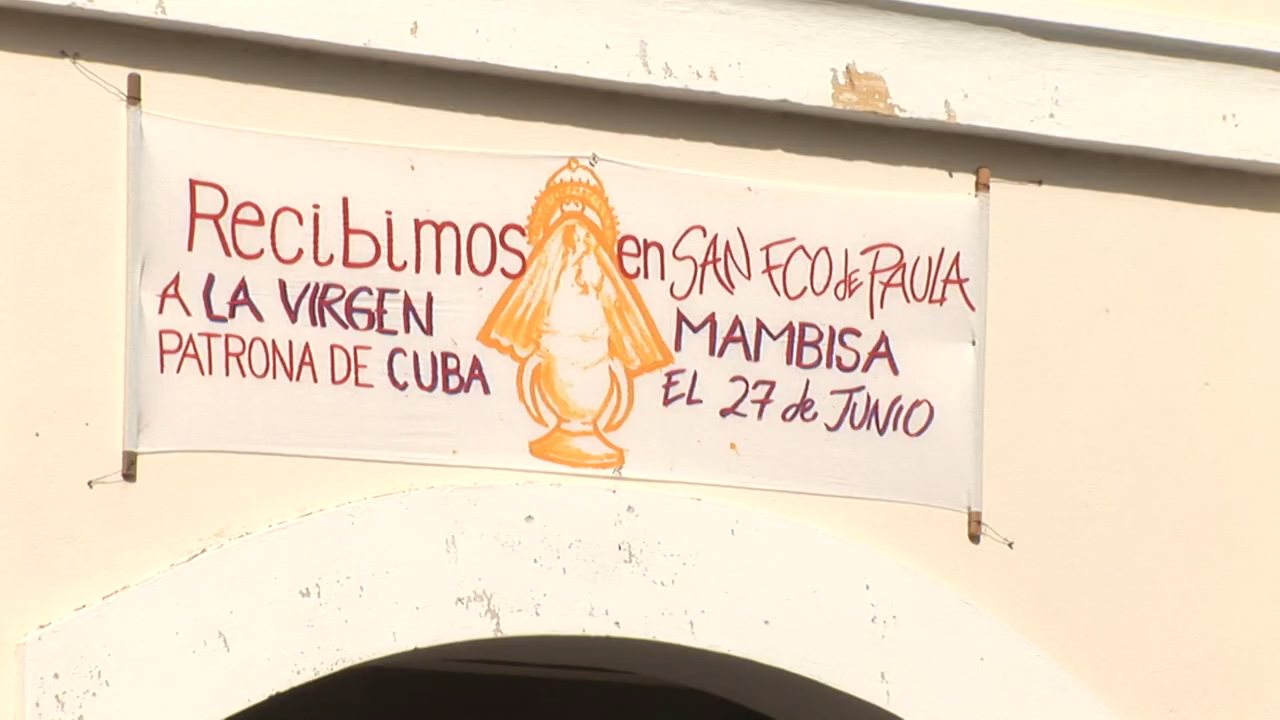 Recibimos en SAN FCO de PAULA
A LA VIRGEN MAMBISA
PATRONA DE CUBA EL 27 de JUNIO